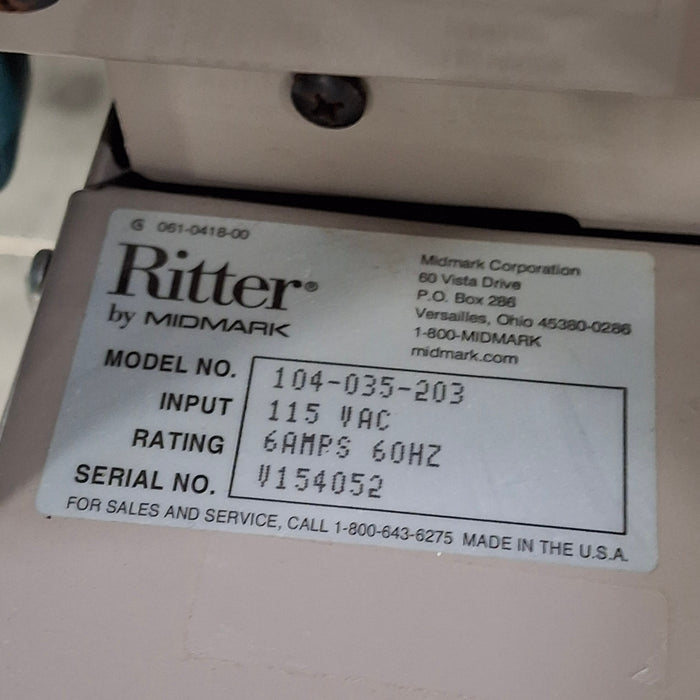 G 061-0418-00
Ritter®
by MIDMARK
Midmark Corporation
60 Vista Drive
P.O. Box 286
Versailles, Ohio 45380-0286
1-800-MIDMARK
midmark.com
MODEL NO. 104-035-203
INPUT 115 VAC
RATING 6AMPS 60HZ
SERIAL NO. V154052
FOR SALES AND SERVICE, CALL 1-800-643-6275 MADE IN THE U.S.A.